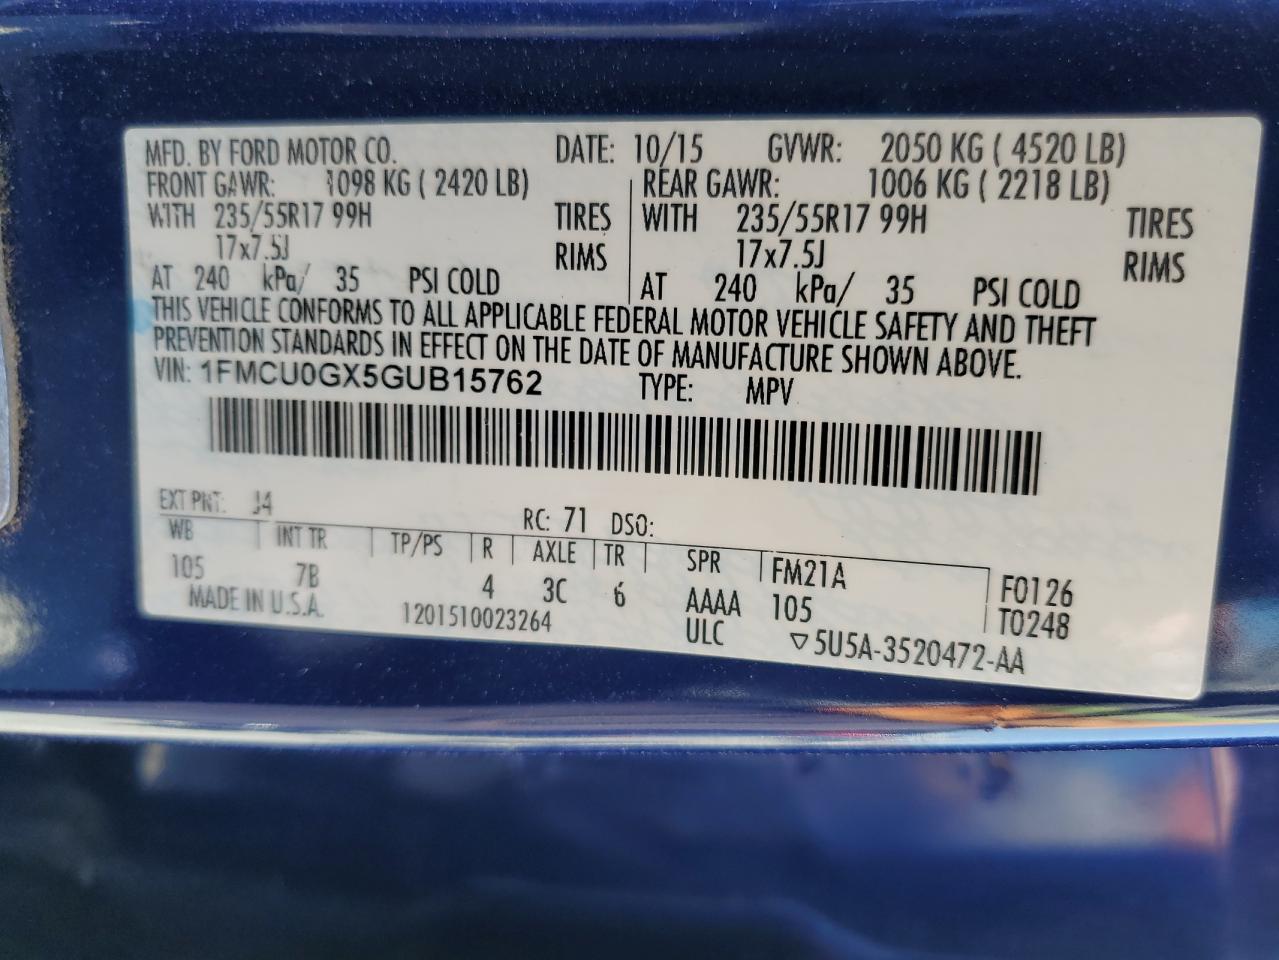 MFD. BY FORD MOTOR CO. DATE: 10/15 GVWR: 2050 KG ( 4520 LB)
FRONT GAWR: 1098 KG ( 2420 LB) REAR GAWR: 1006 KG ( 2218 LB)
WITH 235/55R17 99H TIRES WITH 235/55R17 99H TIRES
17x7.5J RIMS 17x7.5J RIMS
AT 240 kPa/ 35 PSI COLD AT 240 kPa/ 35 PSI COLD
THIS VEHICLE CONFORMS TO ALL APPLICABLE FEDERAL MOTOR VEHICLE SAFETY AND THEFT
PREVENTION STANDARDS IN EFFECT ON THE DATE OF MANUFACTURE SHOWN ABOVE.
VIN: 1FMCU0GX5GUB15762 TYPE: MPV
EXT PNT: J4 RC: 71 DSO:
WB INT TR TP/PS R AXLE TR SPR FM21A F0126
105 7B 4 3C 6 AAAA 105 T0248
MADE IN U.S.A. 1201510023264 ULC ▽5U5A-3520472-AA